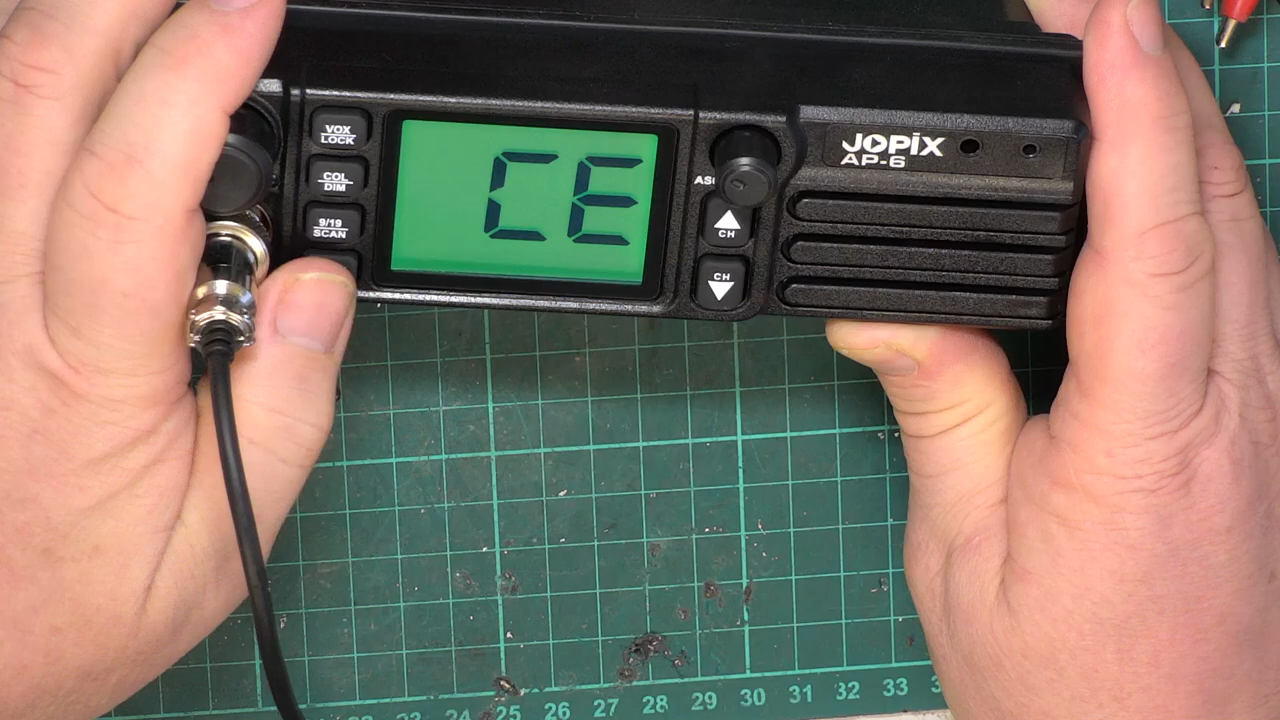 VOX
LOCK
COL
DIM
9/19
SCAN
CE
CH
CH
JOPiX
AP-6
24 25 26 27 28 29 30 31 32 33